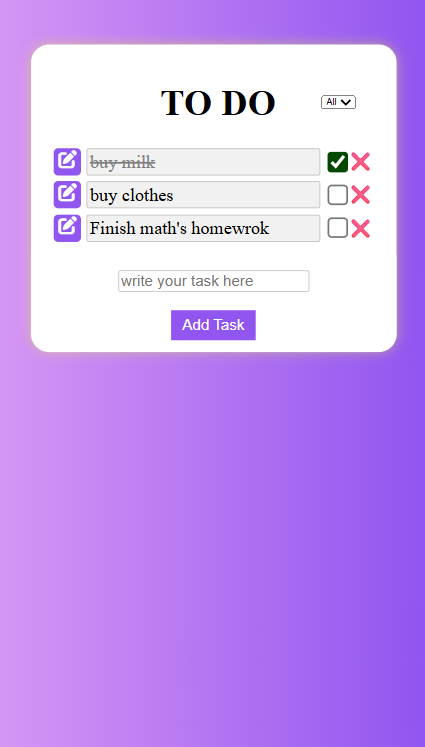 TO DO
All
buy milk
buy clothes
Finish math's homewrok
write your task here
Add Task